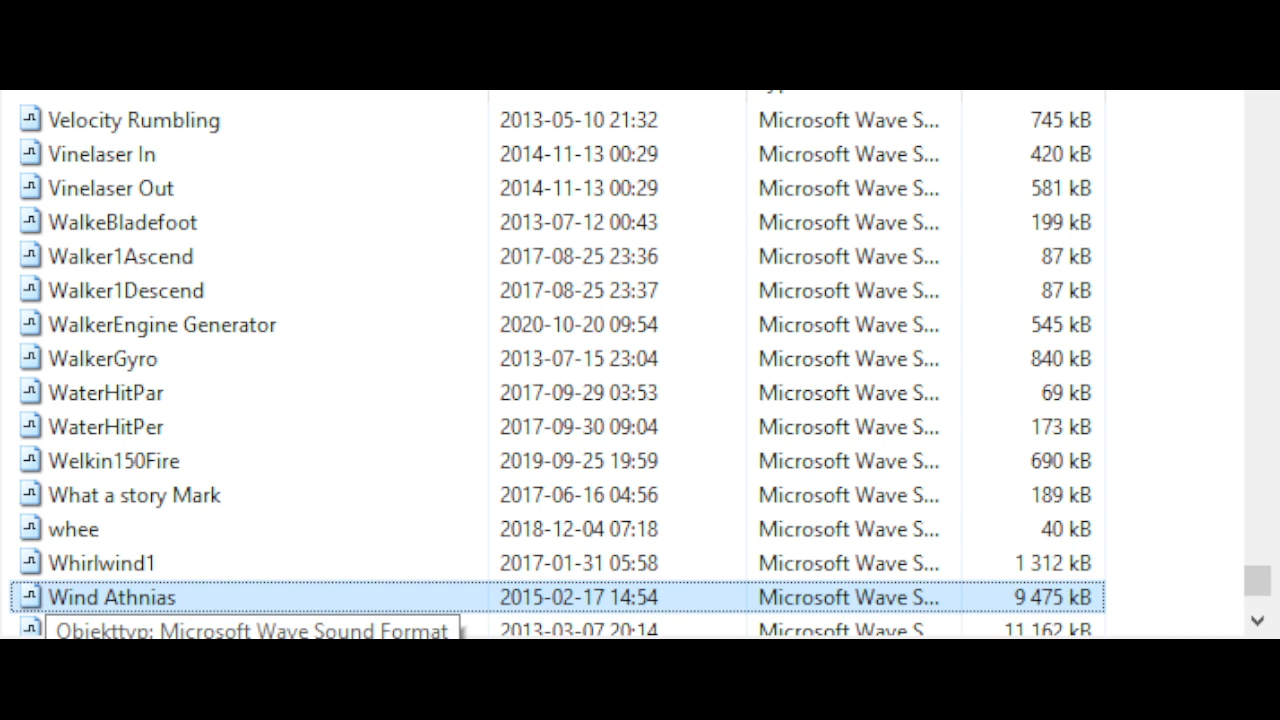 Velocity Rumbling 2013-05-10 21:32 Microsoft Wave S... 745 kB
Vinelaser In 2014-11-13 00:29 Microsoft Wave S... 420 kB
Vinelaser Out 2014-11-13 00:29 Microsoft Wave S... 581 kB
WalkeBladefoot 2013-07-12 00:43 Microsoft Wave S... 199 kB
Walker1Ascend 2017-08-25 23:36 Microsoft Wave S... 87 kB
Walker1Descend 2017-08-25 23:37 Microsoft Wave S... 87 kB
WalkerEngine Generator 2020-10-20 09:54 Microsoft Wave S... 545 kB
WalkerGyro 2013-07-15 23:04 Microsoft Wave S... 840 kB
WaterHitPar 2017-09-29 03:53 Microsoft Wave S... 69 kB
WaterHitPer 2017-09-30 09:04 Microsoft Wave S... 173 kB
Welkin150Fire 2019-09-25 19:59 Microsoft Wave S... 690 kB
What a story Mark 2017-06-16 04:56 Microsoft Wave S... 189 kB
whee 2018-12-04 07:18 Microsoft Wave S... 40 kB
Whirlwind1 2017-01-31 05:58 Microsoft Wave S... 1 312 kB
Wind Athnias 2015-02-17 14:54 Microsoft Wave S... 9 475 kB
Objekttyp: Microsoft Wave Sound Format 2013-03-07 20:14 Microsoft Wave S 11 162 kB